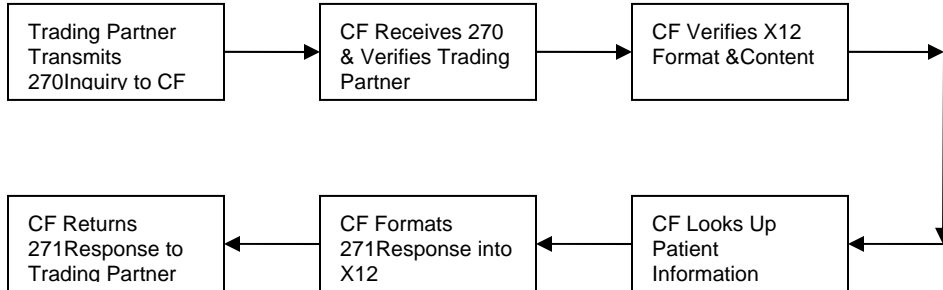 Trading Partner
Transmits
270Inquiry to CF
CF Receives 270
& Verifies Trading
Partner
CF Verifies X12
Format &Content
CF Looks Up
Patient
Information
CF Formats
271Response into
X12
CF Returns
271Response to
Trading Partner